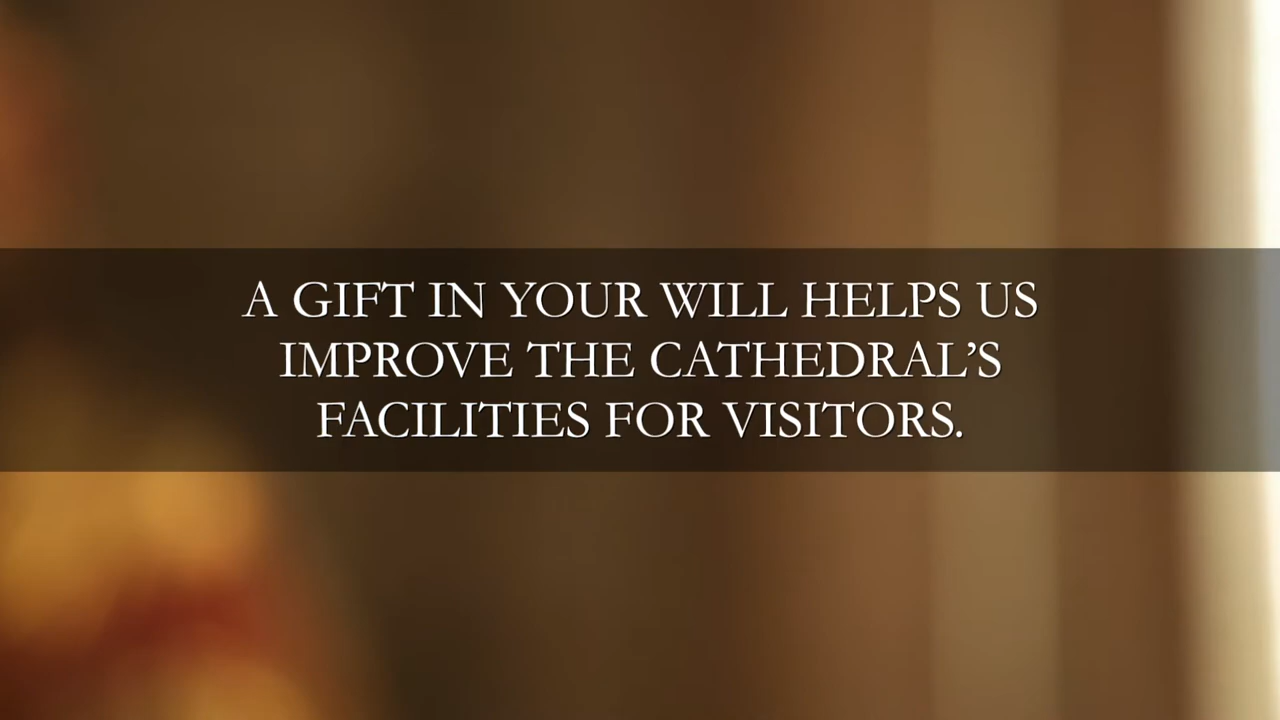 A GIFT IN YOUR WILL HELPS US
IMPROVE THE CATHEDRAL’S
FACILITIES FOR VISITORS.